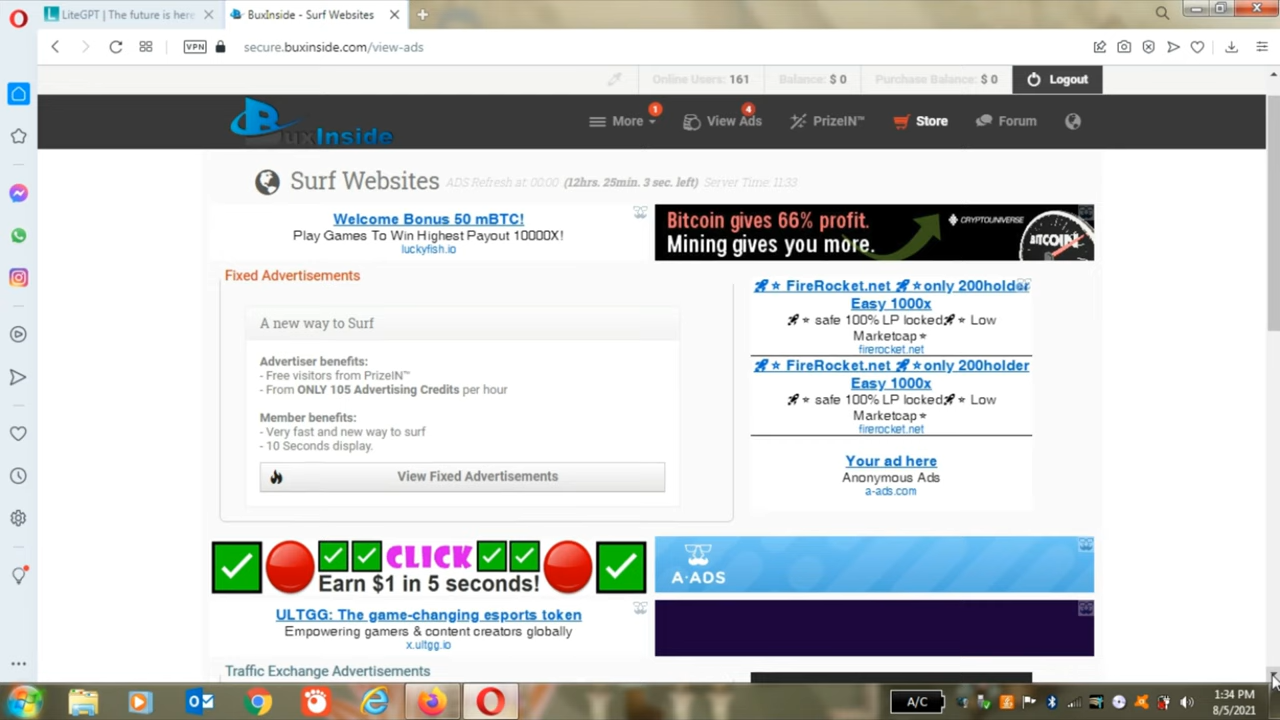 LiteGPT | The future is here
BuxInside - Surf Websites
VPN
secure.buxinside.com/view-ads
Online Users: 161
Balance: $ 0
Purchase Balance: $ 0
Logout
BuxInside
More
1
View Ads
4
PrizeIN™
Store
Forum
Surf Websites
ADS Refresh at: 00:00 (12hrs. 25min. 3 sec. left) Server Time: 11:33
Welcome Bonus 50 mBTC!
Play Games To Win Highest Payout 10000X!
luckyfish.io
Bitcoin gives 66% profit.
Mining gives you more.
CRYPTOUNIVERSE
BITCOIN
Fixed Advertisements
A new way to Surf
Advertiser benefits:
- Free visitors from PrizeIN™
- From ONLY 105 Advertising Credits per hour
Member benefits:
- Very fast and new way to surf
- 10 Seconds display.
View Fixed Advertisements
🚀 ⭐ FireRocket.net 🚀 ⭐only 200holder
Easy 1000x
🚀 ⭐ safe 100% LP locked🚀 ⭐ Low
Marketcap ⭐
firerocket.net
🚀 ⭐ FireRocket.net 🚀 ⭐only 200holder
Easy 1000x
🚀 ⭐ safe 100% LP locked🚀 ⭐ Low
Marketcap ⭐
firerocket.net
Your ad here
Anonymous Ads
a-ads.com
CLICK
Earn $1 in 5 seconds!
A-ADS
ULTGG: The game-changing esports token
Empowering gamers & content creators globally
x.ultgg.io
Traffic Exchange Advertisements
A/C
1:34 PM
8/5/2021